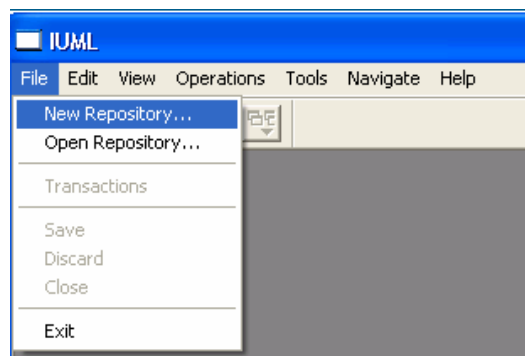 IUML
File Edit View Operations Tools Navigate Help
New Repository...
Open Repository...
Transactions
Save
Discard
Close
Exit